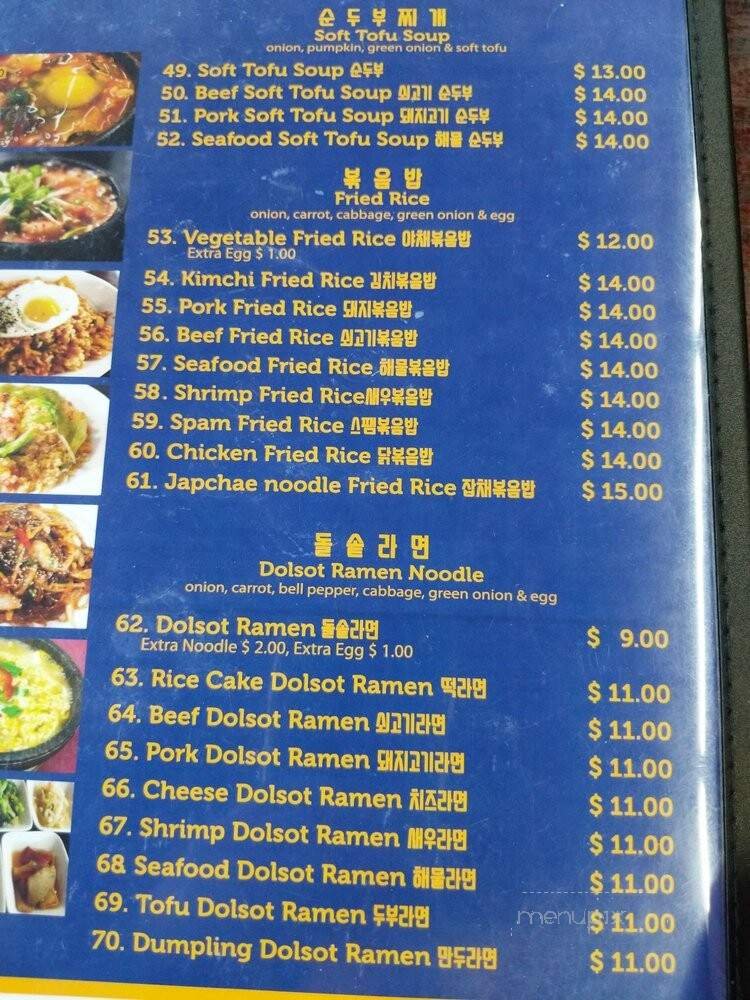 순두부찌개
Soft Tofu Soup
onion, pumpkin, green onion & soft tofu
49. Soft Tofu Soup 순두부 $ 13.00
50. Beef Soft Tofu Soup 쇠고기 순두부 $ 14.00
51. Pork Soft Tofu Soup 돼지고기 순두부 $ 14.00
52. Seafood Soft Tofu Soup 해물 순두부 $ 14.00
볶음밥
Fried Rice
onion, carrot, cabbage, green onion & egg
53. Vegetable Fried Rice 야채볶음밥 $ 12.00
Extra Egg $ 1.00
54. Kimchi Fried Rice 김치볶음밥 $ 14.00
55. Pork Fried Rice 돼지볶음밥 $ 14.00
56. Beef Fried Rice 쇠고기볶음밥 $ 14.00
57. Seafood Fried Rice 해물볶음밥 $ 14.00
58. Shrimp Fried Rice새우볶음밥 $ 14.00
59. Spam Fried Rice 스팸볶음밥 $ 14.00
60. Chicken Fried Rice 닭볶음밥 $ 14.00
61. Japchae noodle Fried Rice 잡채볶음밥 $ 15.00
돌솥라면
Dolsot Ramen Noodle
onion, carrot, bell pepper, cabbage, green onion & egg
62. Dolsot Ramen 돌솥라면 $ 9.00
Extra Noodle $ 2.00, Extra Egg $ 1.00
63. Rice Cake Dolsot Ramen 떡라면 $ 11.00
64. Beef Dolsot Ramen 쇠고기라면 $ 11.00
65. Pork Dolsot Ramen 돼지고기라면 $ 11.00
66. Cheese Dolsot Ramen 치즈라면 $ 11.00
67. Shrimp Dolsot Ramen 새우라면 $ 11.00
68 Seafood Dolsot Ramen 해물라면 $ 11.00
69. Tofu Dolsot Ramen 두부라면 $ 11.00
70. Dumpling Dolsot Ramen 만두라면 $ 11.00